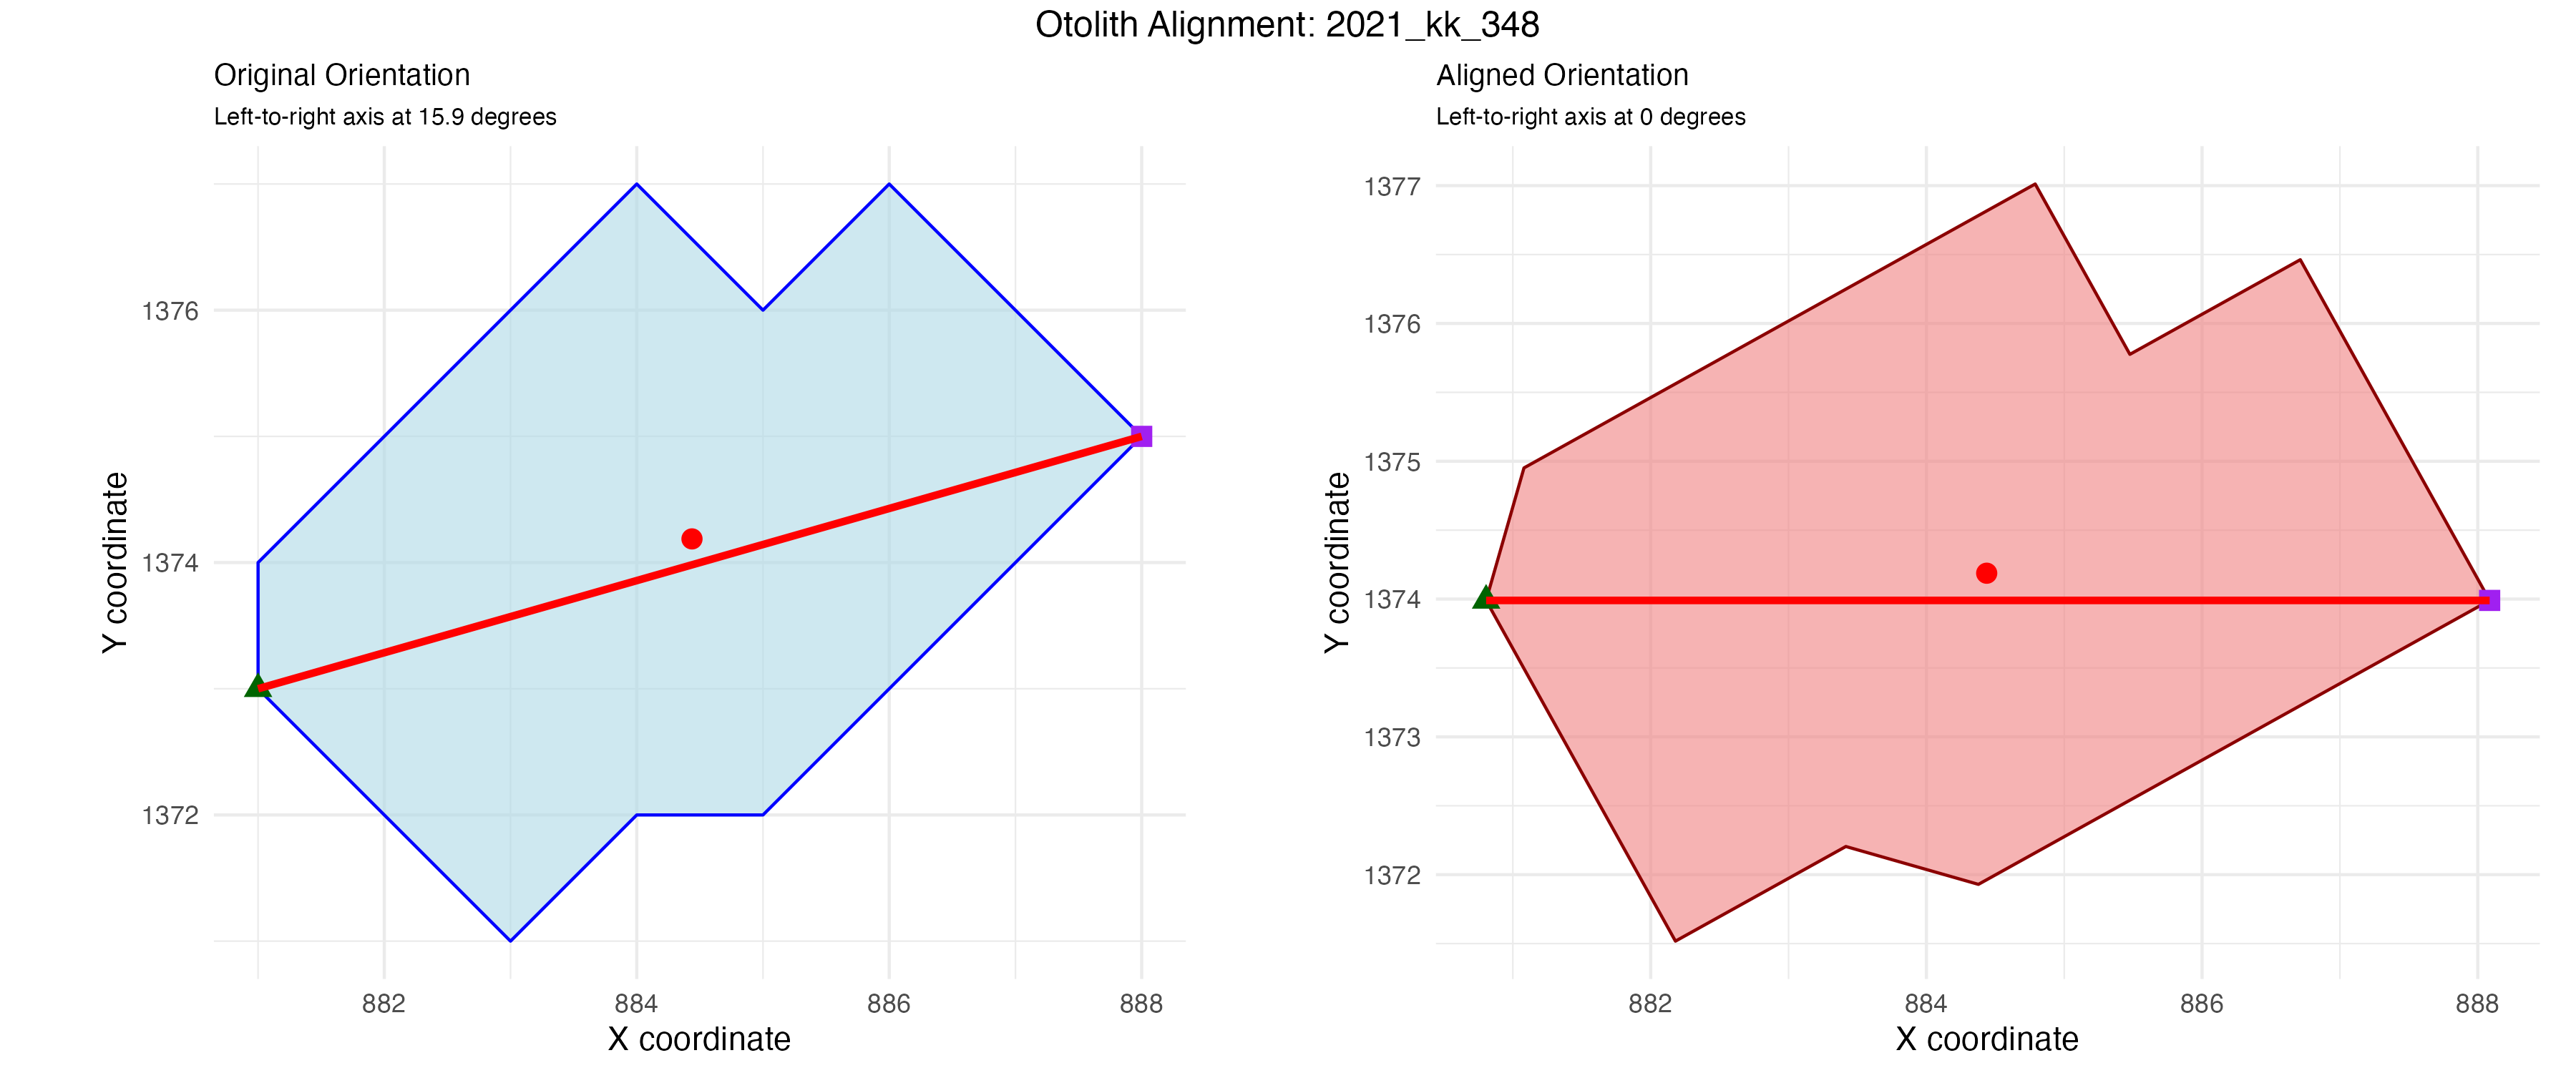 Otolith Alignment: 2021_kk_348
Original Orientation
Left-to-right axis at 15.9 degrees
Y coordinate
1376
1374
1372
882 884 886 888
X coordinate
Aligned Orientation
Left-to-right axis at 0 degrees
Y coordinate
1377
1376
1375
1374
1373
1372
882 884 886 888
X coordinate